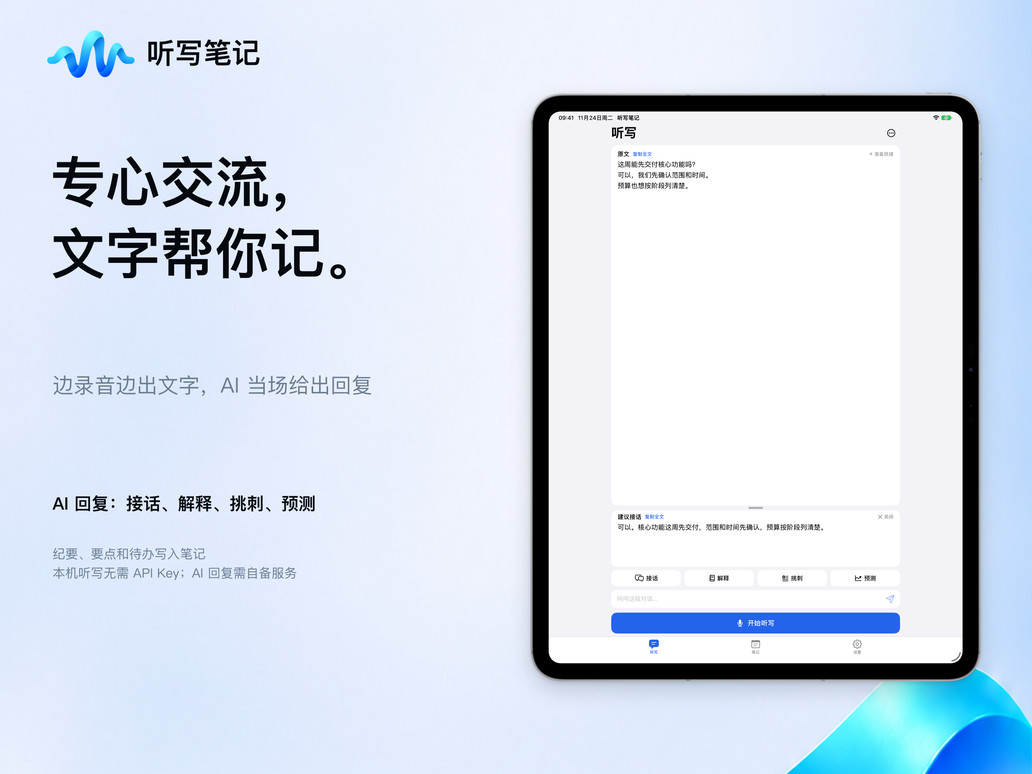 听写笔记
专心交流，
文字帮你记。
边录音边出文字，AI 当场给出回复
AI 回复：接话、解释、挑刺、预测
纪要、要点和待办写入笔记
本机听写无需 API Key；AI 回复需自备服务
09:41 11月24日周二 听写笔记
听写
原文 复制全文
这周能先交付核心功能吗？
可以，我们先确认范围和时间。
预算也想按阶段列清楚。
建议接话 复制全文 × 关闭
可以。核心功能这周先交付，范围和时间先确认，预算按阶段列清楚。
接话 解释 挑刺 预测
问问这段对话...
开始听写
听写 笔记 设置